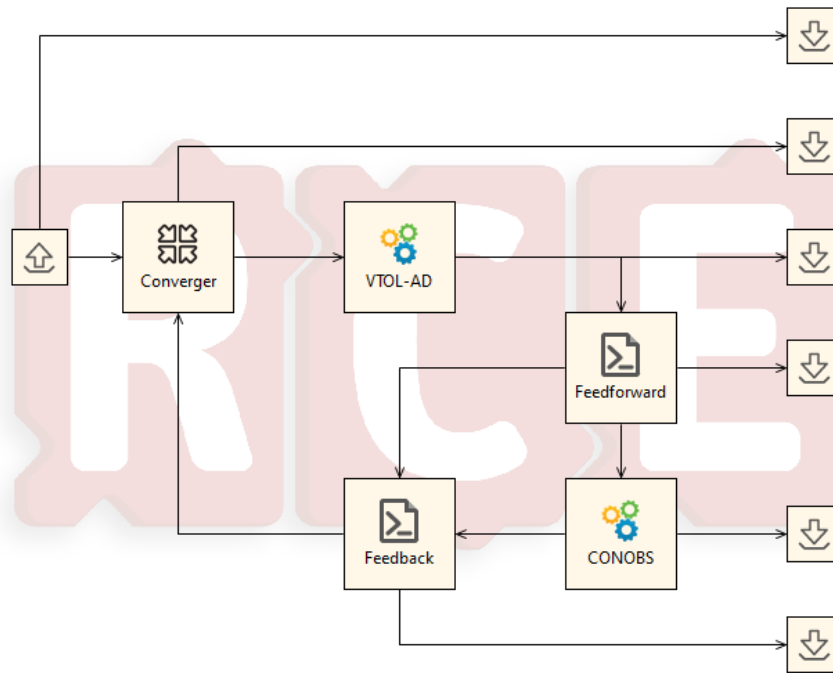 RCE
Converger
VTOL-AD
Feedforward
Feedback
CONOBS